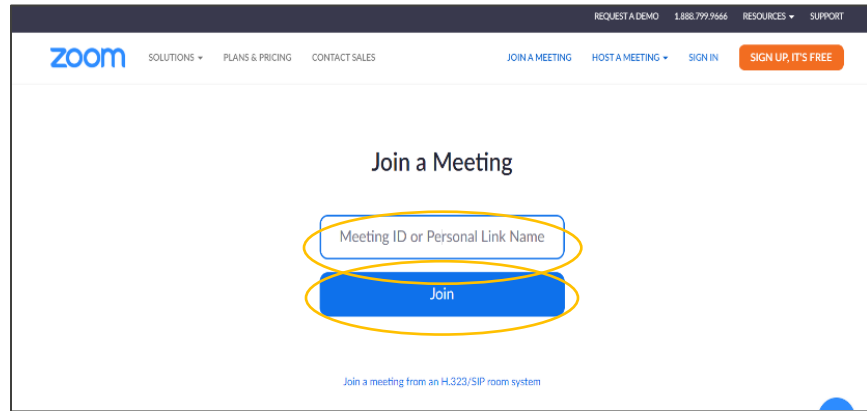 REQUEST A DEMO 1.888.799.9666 RESOURCES SUPPORT
zoom SOLUTIONS PLANS & PRICING CONTACT SALES JOIN A MEETING HOST A MEETING SIGN IN SIGN UP, IT'S FREE
Join a Meeting
Meeting ID or Personal Link Name
Join
Join a meeting from an H.323/SIP room system